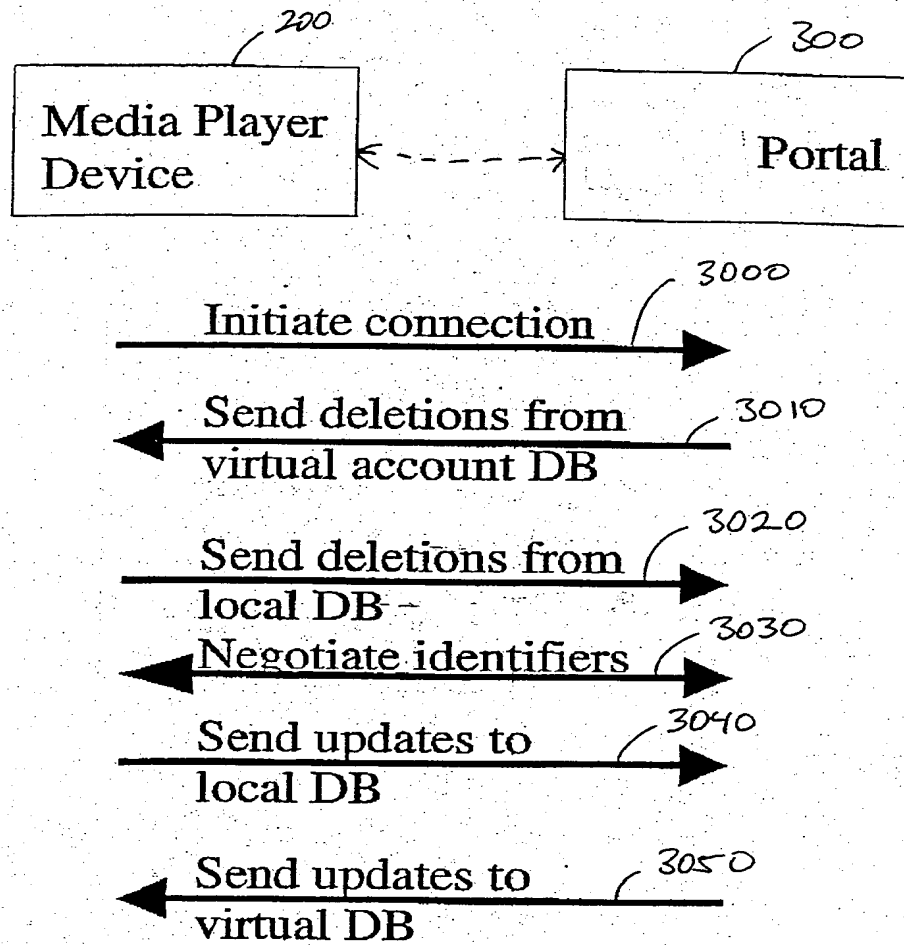 200
300
Media Player
Device
Portal
3000
Initiate connection
3010
Send deletions from
virtual account DB
3020
Send deletions from
local DB
3030
Negotiate identifiers
3040
Send updates to
local DB
3050
Send updates to
virtual DB